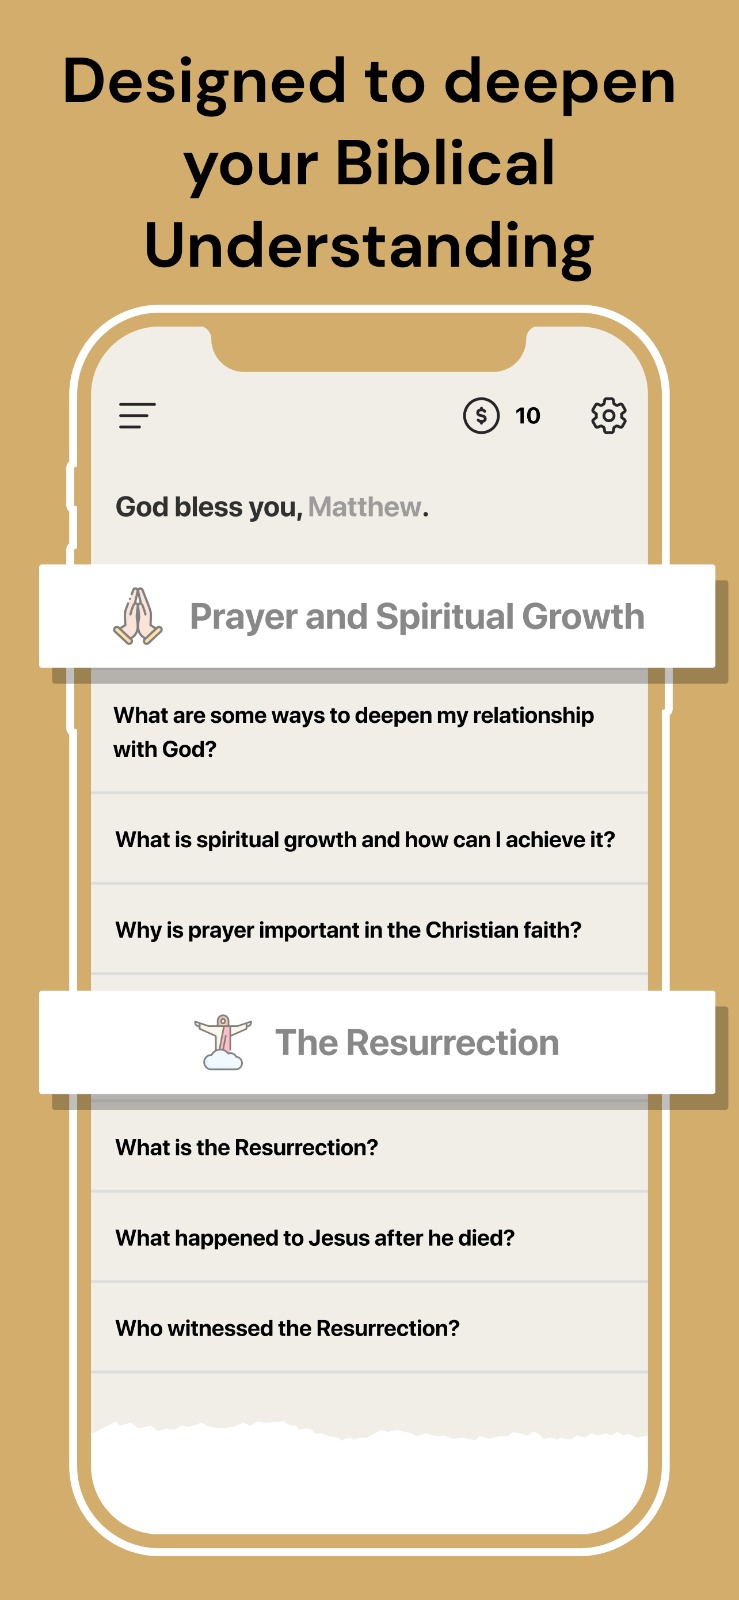 Designed to deepen
your Biblical
Understanding
$ 10
God bless you, Matthew.
Prayer and Spiritual Growth
What are some ways to deepen my relationship
with God?
What is spiritual growth and how can I achieve it?
Why is prayer important in the Christian faith?
The Resurrection
What is the Resurrection?
What happened to Jesus after he died?
Who witnessed the Resurrection?